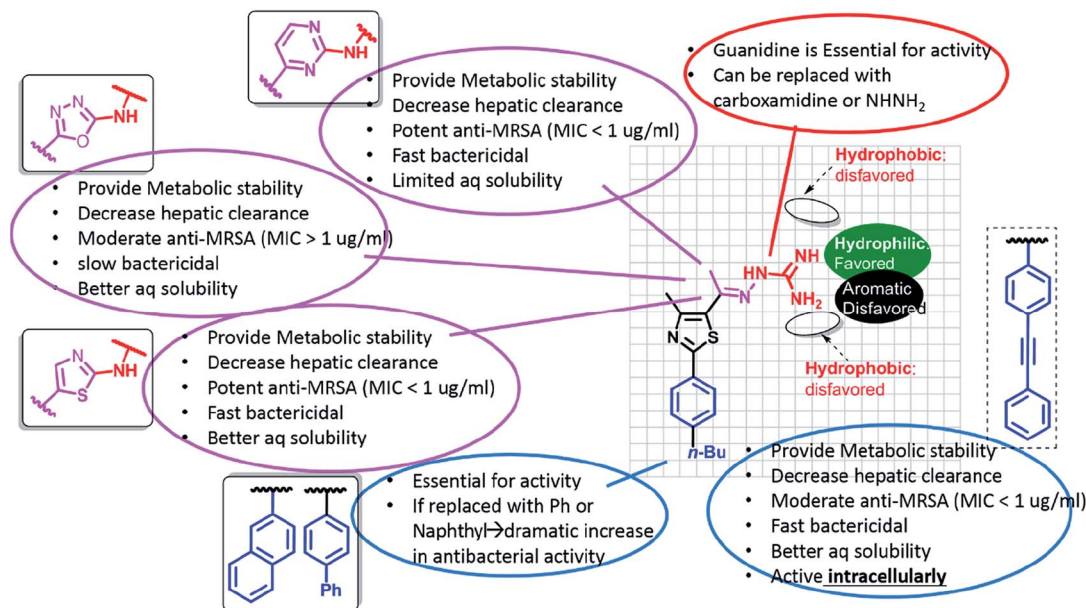 N
N
NH
• Provide Metabolic stability
• Decrease hepatic clearance
• Potent anti-MRSA (MIC < 1 ug/ml)
• Fast bactericidal
• Limited aq solubility
• Guanidine is Essential for activity
• Can be replaced with
carboxamidine or NHNH₂
N-N
O
NH
• Provide Metabolic stability
• Decrease hepatic clearance
• Moderate anti-MRSA (MIC > 1 ug/ml)
• slow bactericidal
• Better aq solubility
Hydrophobic:
disfavored
Hydrophilic:
Favored
Aromatic
Disfavored
HN
NH
N
NH₂
N
S
Hydrophobic:
disfavored
n-Bu
N
S
NH
• Provide Metabolic stability
• Decrease hepatic clearance
• Potent anti-MRSA (MIC < 1 ug/ml)
• Fast bactericidal
• Better aq solubility
Ph
• Essential for activity
• If replaced with Ph or
Naphthyl→dramatic increase
in antibacterial activity
• Provide Metabolic stability
• Decrease hepatic clearance
• Moderate anti-MRSA (MIC < 1 ug/ml)
• Fast bactericidal
• Better aq solubility
• Active intracellularly